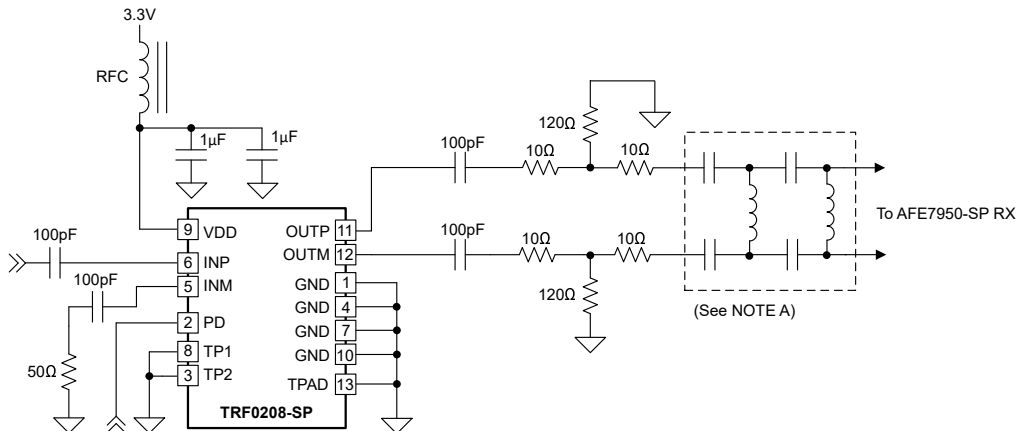 3.3V
RFC
1µF
1µF
100pF
100pF
50Ω
9 VDD
6 INP
5 INM
2 PD
8 TP1
3 TP2
OUTP 11
OUTM 12
GND 1
GND 4
GND 7
GND 10
TPAD 13
TRF0208-SP
100pF
10Ω
120Ω
10Ω
100pF
10Ω
120Ω
10Ω
To AFE7950-SP RX
(See NOTE A)